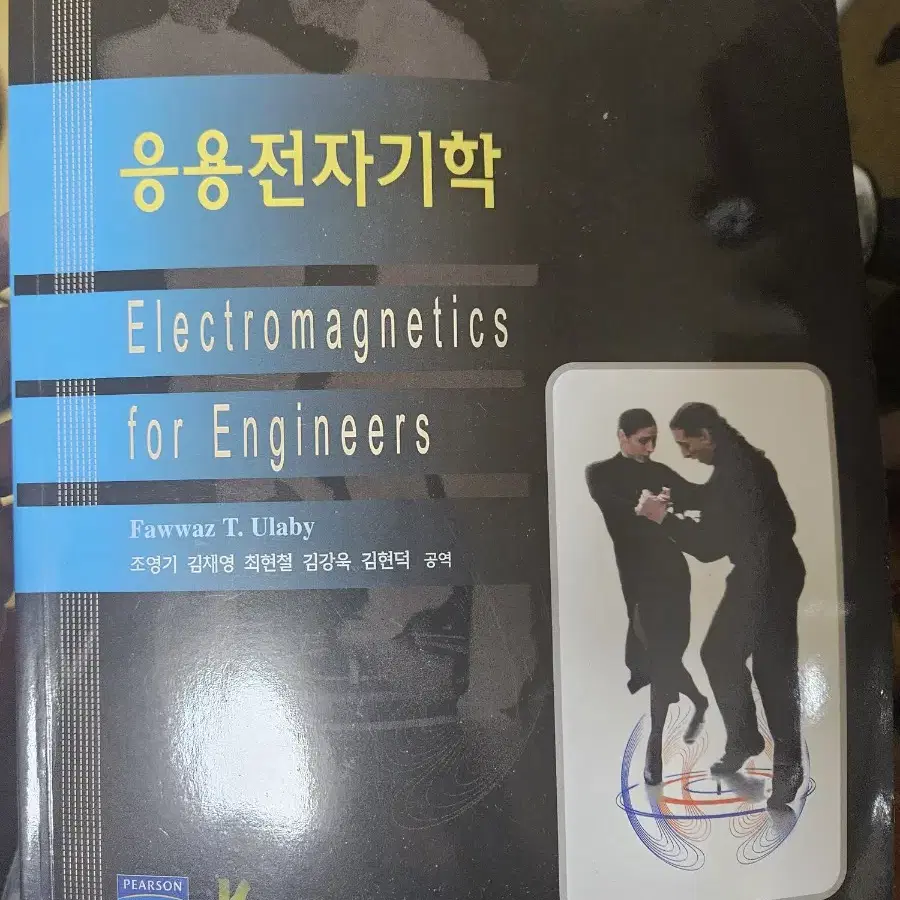 응용전자기학
Electromagnetics
for Engineers
Fawwaz T. Ulaby
조영기 김재영 최현철 김강욱 김현덕 공역
PEARSON